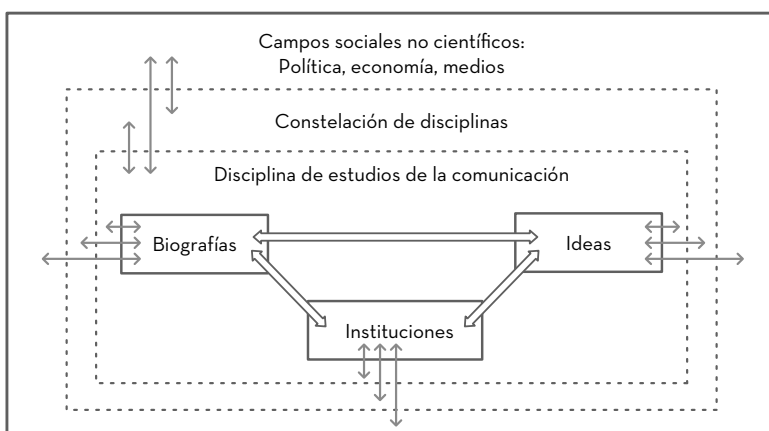 Campos sociales no científicos:
Política, economía, medios
Constelación de disciplinas
Disciplina de estudios de la comunicación
Biografías
Ideas
Instituciones